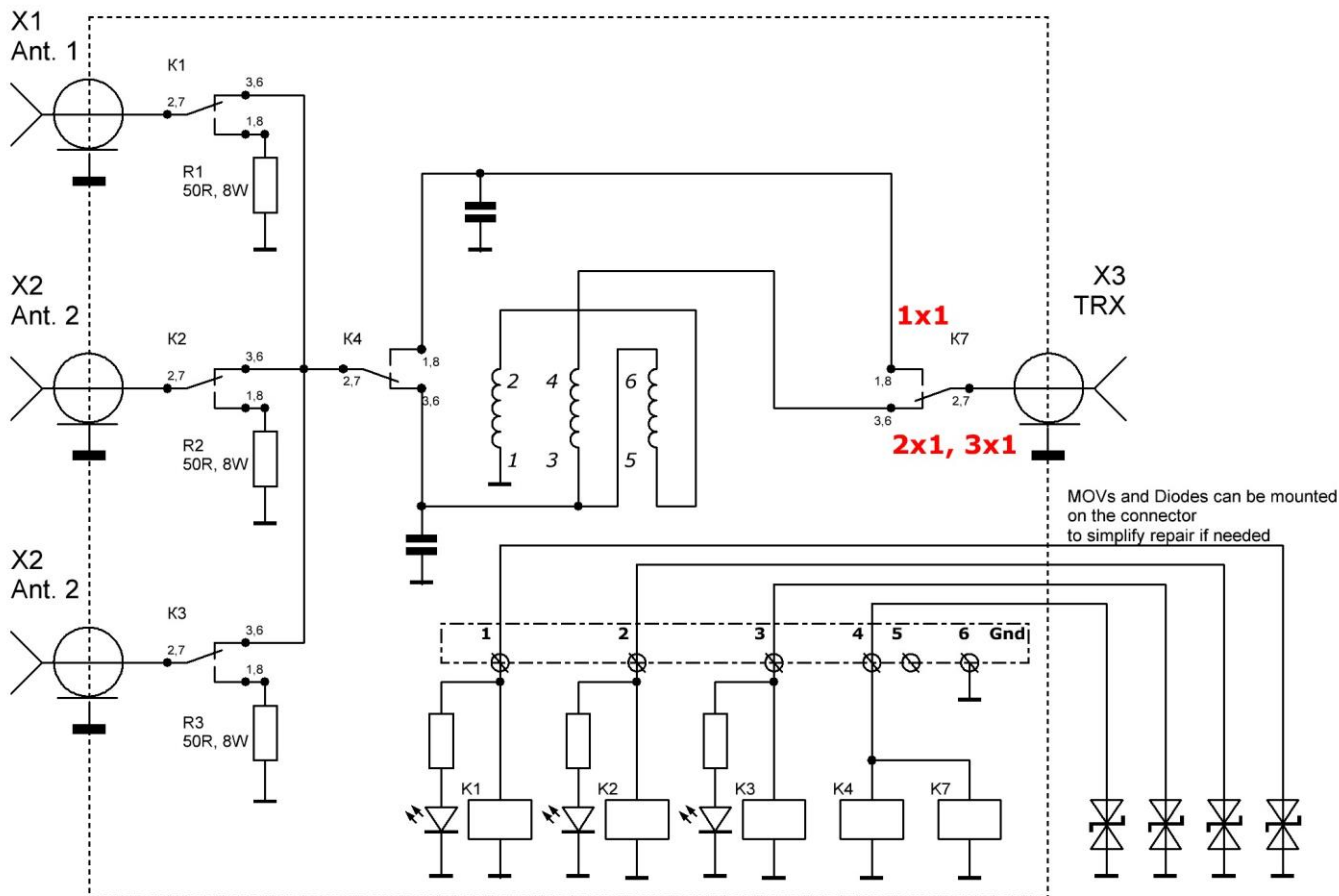 X1
Ant. 1
K1
3,6
2,7
1,8
R1
50R, 8W
X2
Ant. 2
K2
3,6
2,7
1,8
R2
50R, 8W
K4
2,7
1,8
3,6
2
4
6
1
3
5
1x1
K7
1,8
3,6
2,7
2x1, 3x1
X3
TRX
MOVs and Diodes can be mounted
on the connector
to simplify repair if needed
X2
Ant. 2
K3
3,6
2,7
1,8
R3
50R, 8W
1 2 3 4 5 6 Gnd
K1
K2
K3
K4
K7